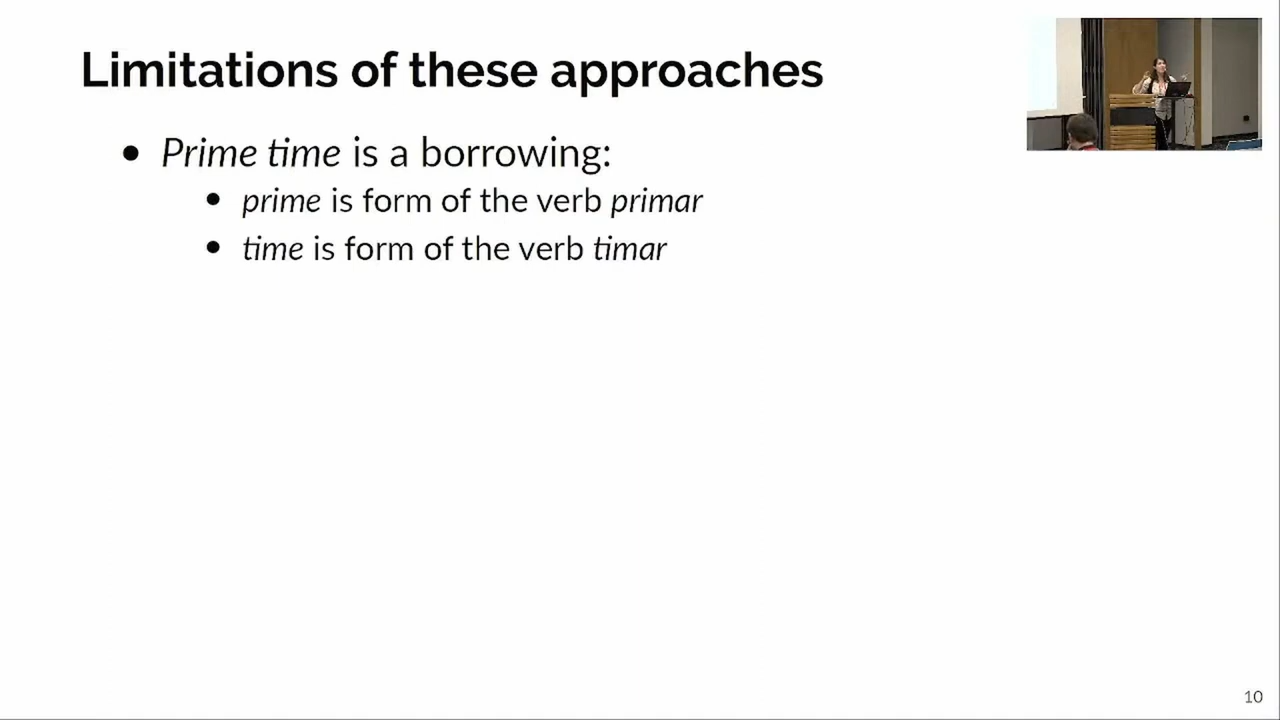 Limitations of these approaches
• Prime time is a borrowing:
• prime is form of the verb primar
• time is form of the verb timar
10